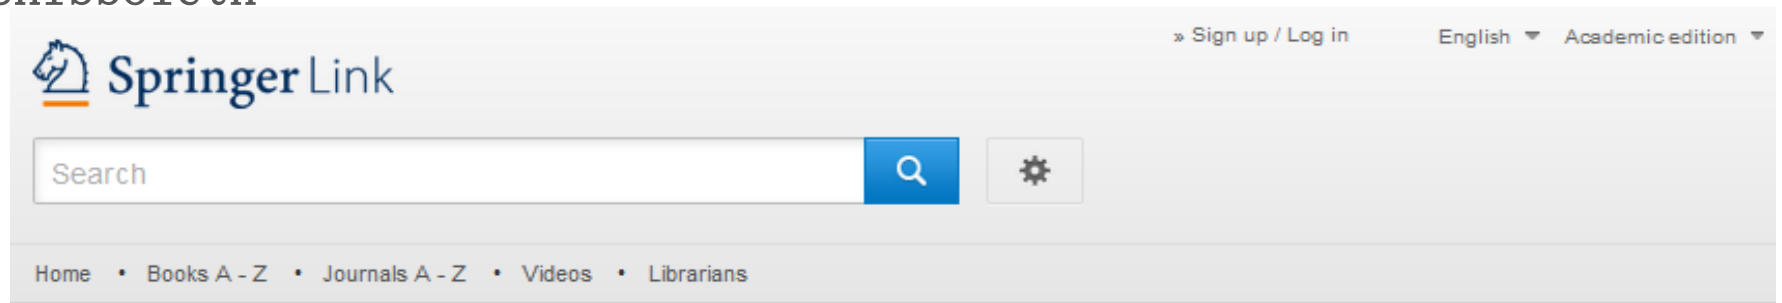 » Sign up / Log in English Academic edition
Springer Link
Search
Home • Books A - Z • Journals A - Z • Videos • Librarians